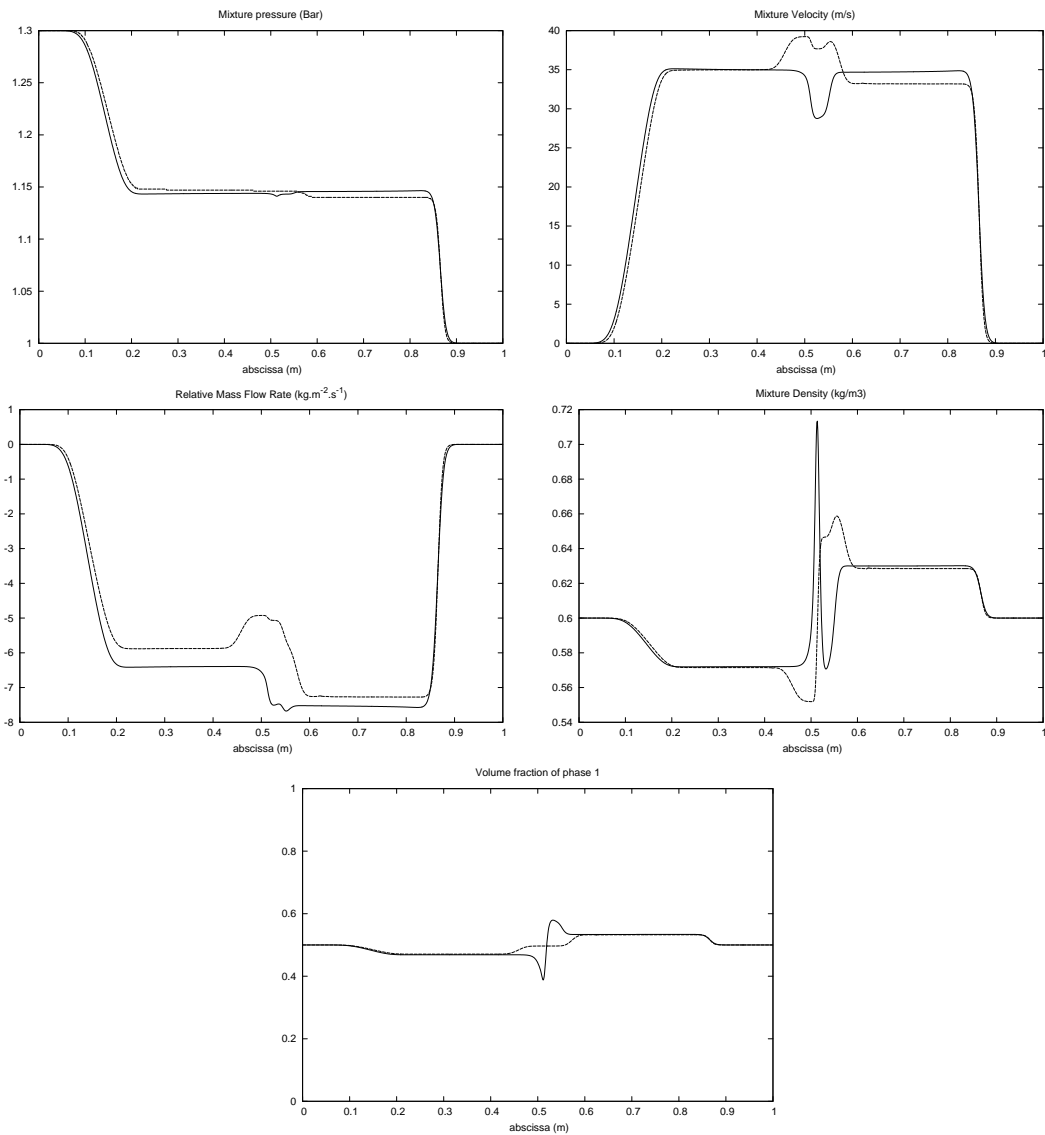 Mixture pressure (Bar)
1.3
1.25
1.2
1.15
1.1
1.05
1
0 0.1 0.2 0.3 0.4 0.5 0.6 0.7 0.8 0.9 1
abscissa (m)
Mixture Velocity (m/s)
40
35
30
25
20
15
10
5
0
0 0.1 0.2 0.3 0.4 0.5 0.6 0.7 0.8 0.9 1
abscissa (m)
Relative Mass Flow Rate (kg.m-2.s-1)
1
0
-1
-2
-3
-4
-5
-6
-7
-8
0 0.1 0.2 0.3 0.4 0.5 0.6 0.7 0.8 0.9 1
abscissa (m)
Mixture Density (kg/m3)
0.72
0.7
0.68
0.66
0.64
0.62
0.6
0.58
0.56
0.54
0 0.1 0.2 0.3 0.4 0.5 0.6 0.7 0.8 0.9 1
abscissa (m)
Volume fraction of phase 1
1
0.8
0.6
0.4
0.2
0
0 0.1 0.2 0.3 0.4 0.5 0.6 0.7 0.8 0.9 1
abscissa (m)